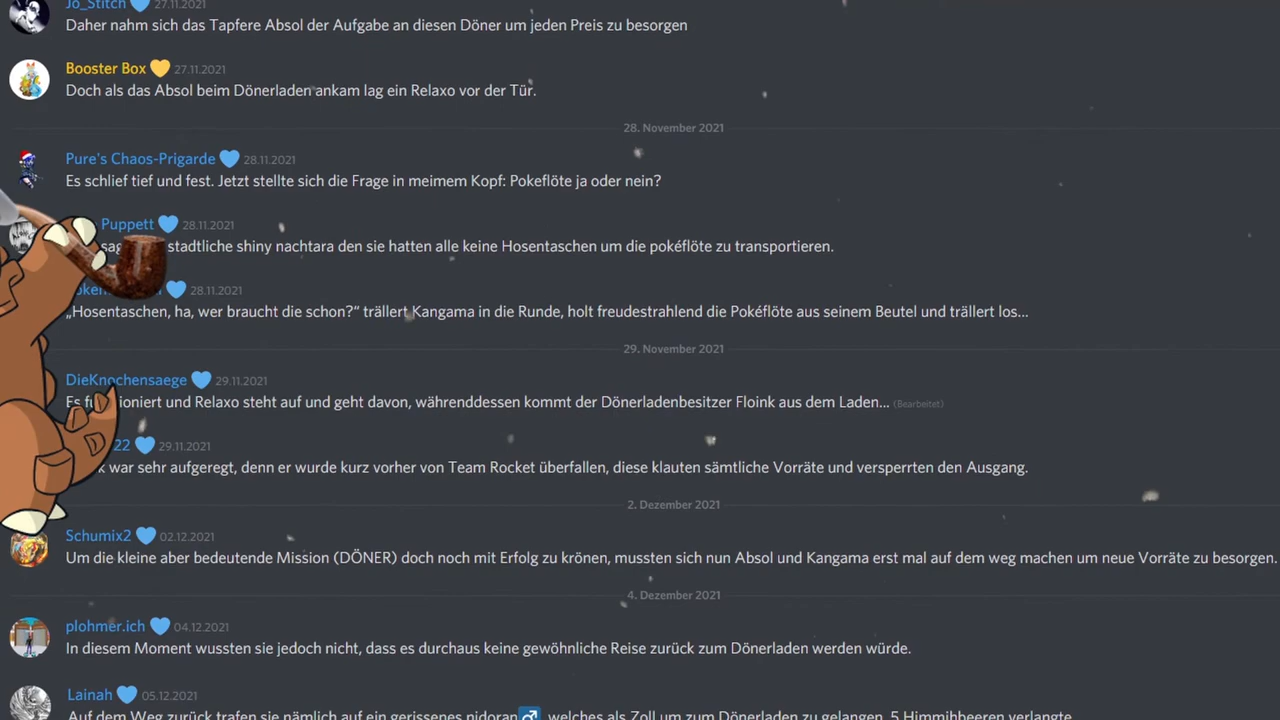 Jo_Stitch 27.11.2021
Daher nahm sich das Tapfere Absol der Aufgabe an diesen Döner um jeden Preis zu besorgen
Booster Box 27.11.2021
Doch als das Absol beim Dönerladen ankam lag ein Relaxo vor der Tür.
28. November 2021
Pure's Chaos-Prigarde 28.11.2021
Es schlief tief und fest. Jetzt stellte sich die Frage in meimem Kopf: Pokeflöte ja oder nein?
Puppett 28.11.2021
stadtliche shiny nachtara den sie hatten alle keine Hosentaschen um die pokéflöte zu transportieren.
28.11.2021
„Hosentaschen, ha, wer braucht die schon?“ trällert Kangama in die Runde, holt freudestrahlend die Pokéflöte aus seinem Beutel und trällert los...
29. November 2021
DieKnochensaege 29.11.2021
Es und Relaxo steht auf und geht davon, währenddessen kommt der Dönerladenbesitzer Floink aus dem Laden... (Bearbeitet)
22 29.11.2021
war sehr aufgeregt, denn er wurde kurz vorher von Team Rocket überfallen, diese klauten sämtliche Vorräte und versperrten den Ausgang.
2. Dezember 2021
Schumix2 02.12.2021
Um die kleine aber bedeutende Mission (DÖNER) doch noch mit Erfolg zu krönen, mussten sich nun Absol und Kangama erst mal auf dem weg machen um neue Vorräte zu besorgen.
4. Dezember 2021
plohmer.ich 04.12.2021
In diesem Moment wussten sie jedoch nicht, dass es durchaus keine gewöhnliche Reise zurück zum Dönerladen werden würde.
Lainah 05.12.2021
Auf dem Weg zurück trafen sie nämlich auf ein gerissenes nidoran♂, welches als Zoll um zum Dönerladen zu gelangen, 5 Himmihbeeren verlangte